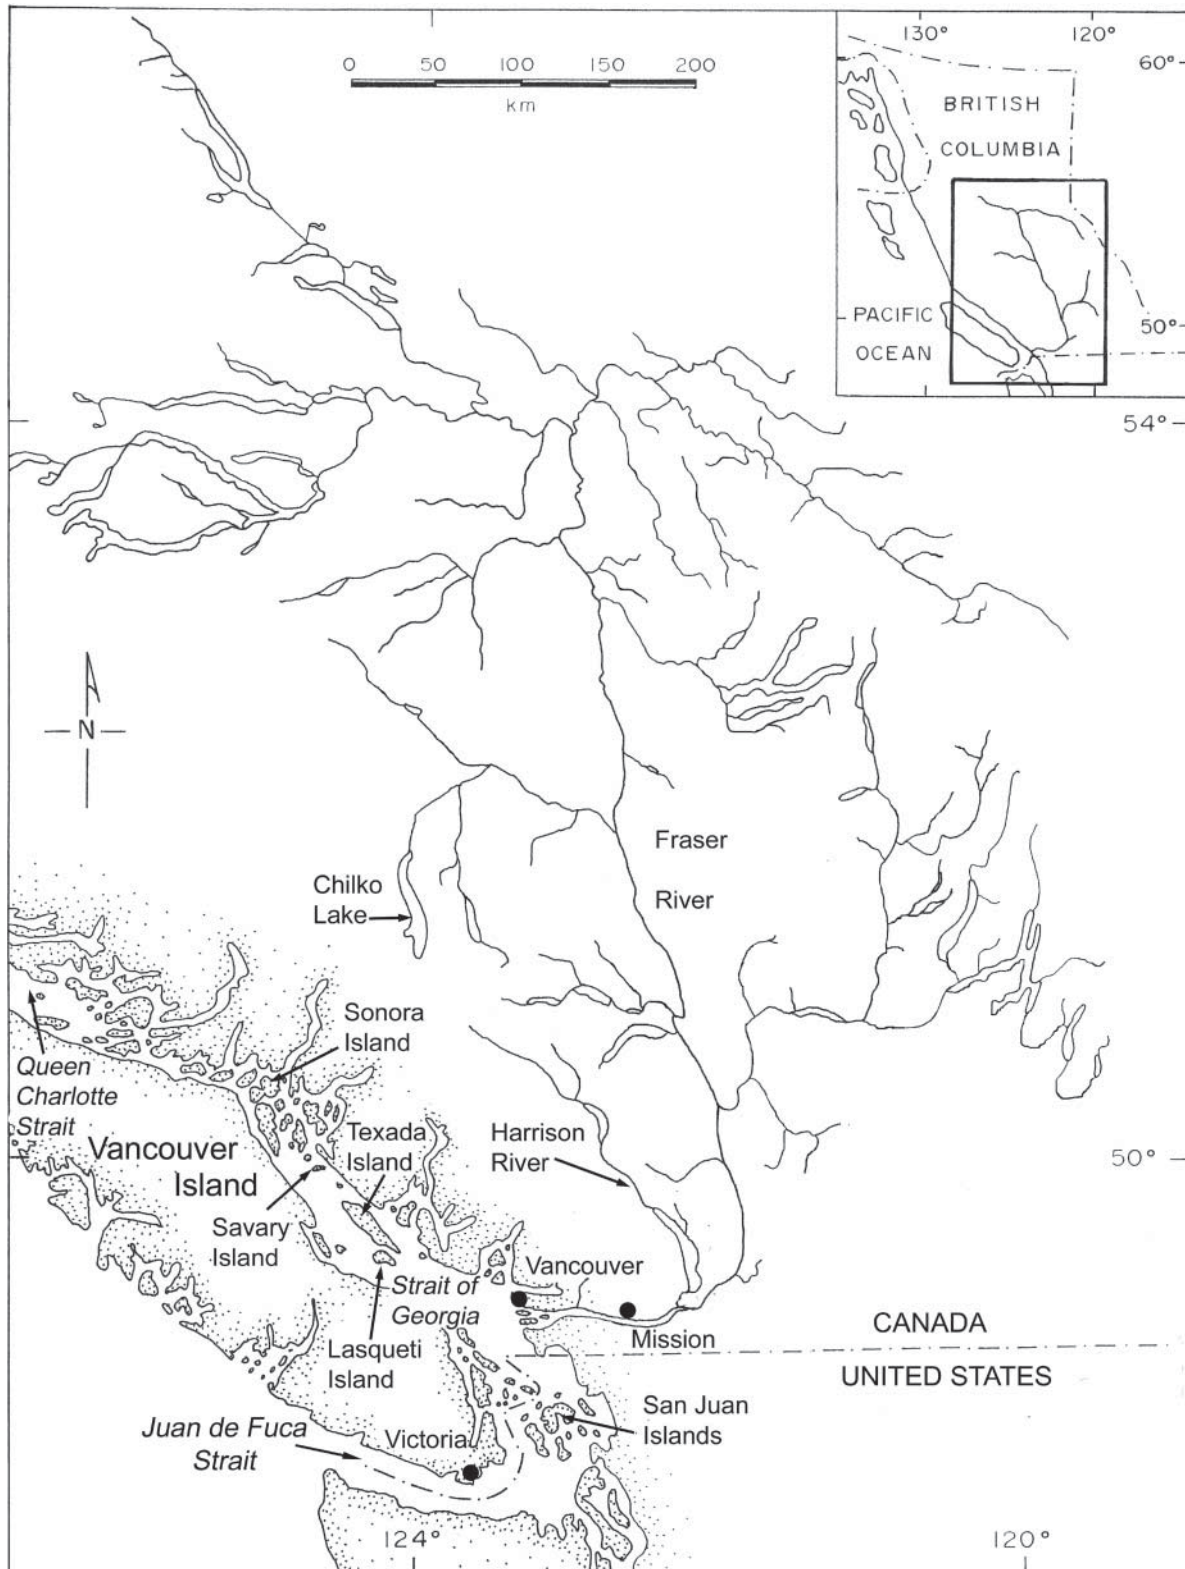 130°
120°
60°
0 50 100 150 200
km
BRITISH
COLUMBIA
PACIFIC
OCEAN
50°
54°
N
Fraser
River
Chilko
Lake
Sonora
Island
Queen
Charlotte
Strait
Vancouver
Island
Texada
Island
Harrison
River
50°
Savary
Island
Vancouver
Strait of
Georgia
Mission
CANADA
Lasqueti
Island
UNITED STATES
San Juan
Islands
Juan de Fuca
Strait
Victoria
124°
120°